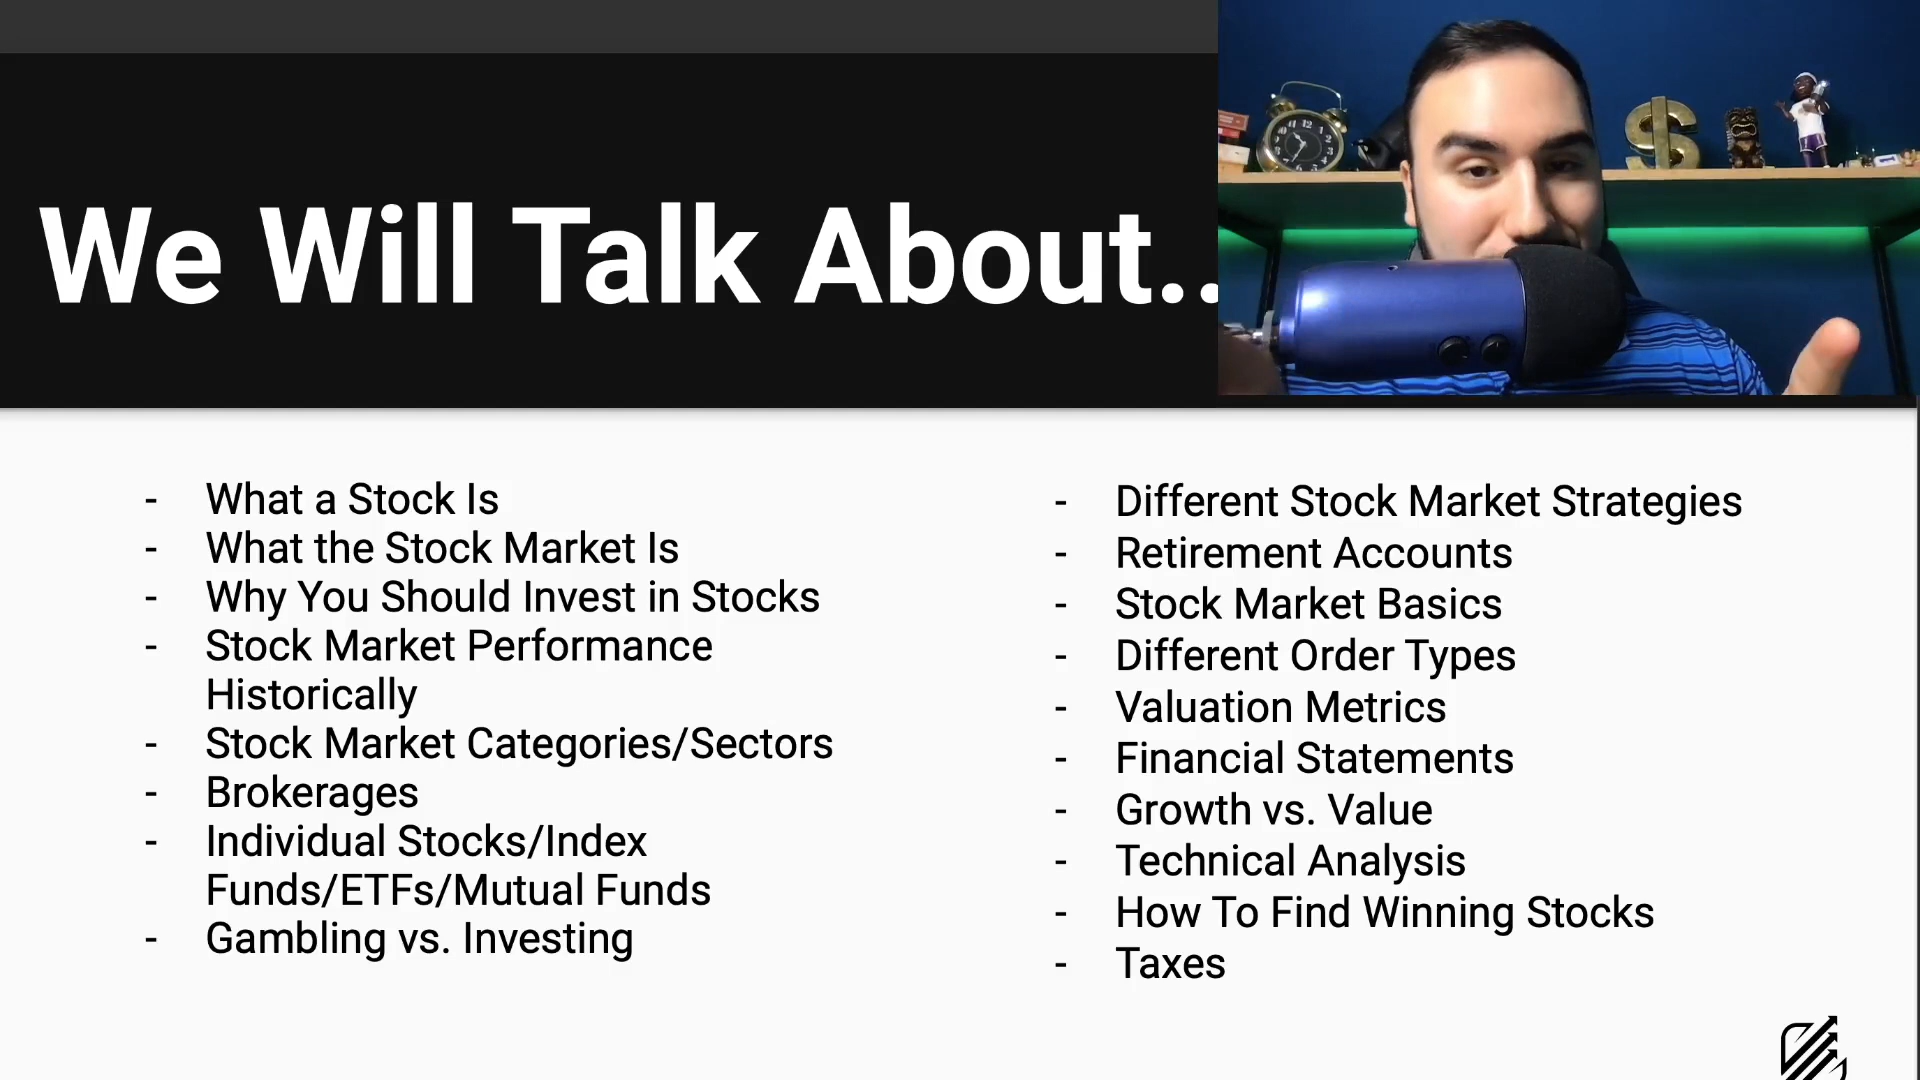 We Will Talk About..
- What a Stock Is
- What the Stock Market Is
- Why You Should Invest in Stocks
- Stock Market Performance
Historically
- Stock Market Categories/Sectors
- Brokerages
- Individual Stocks/Index
Funds/ETFs/Mutual Funds
- Gambling vs. Investing
- Different Stock Market Strategies
- Retirement Accounts
- Stock Market Basics
- Different Order Types
- Valuation Metrics
- Financial Statements
- Growth vs. Value
- Technical Analysis
- How To Find Winning Stocks
- Taxes